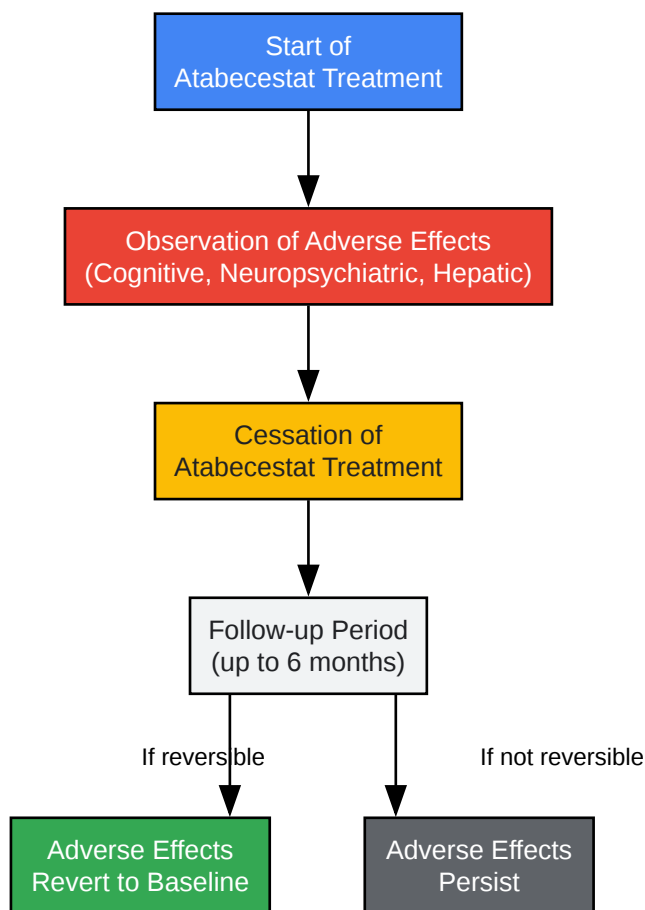 Start of
Atabecestat Treatment
Observation of Adverse Effects
(Cognitive, Neuropsychiatric, Hepatic)
Cessation of
Atabecestat Treatment
Follow-up Period
(up to 6 months)
If reversible
If not reversible
Adverse Effects
Revert to Baseline
Adverse Effects
Persist